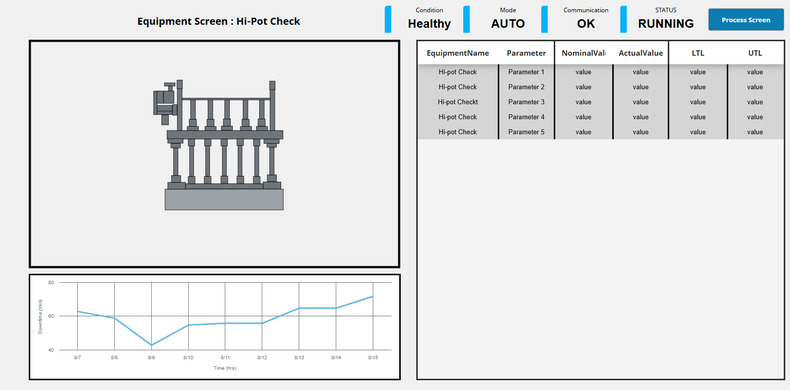 Equipment Screen : Hi-Pot Check
Condition
Healthy
Mode
AUTO
Communication
OK
STATUS
RUNNING
Process Screen
EquipmentName Parameter NominalVal ActualValue LTL UTL
Hi-pot Check Parameter 1 value value value value
Hi-pot Check Parameter 2 value value value value
Hi-pot Checkt Parameter 3 value value value value
Hi-pot Check Parameter 4 value value value value
Hi-pot Check Parameter 5 value value value value
80
60
40
8/7 8/8 8/9 8/10 8/11 8/12 8/13 8/14 8/15
Time (hrs)